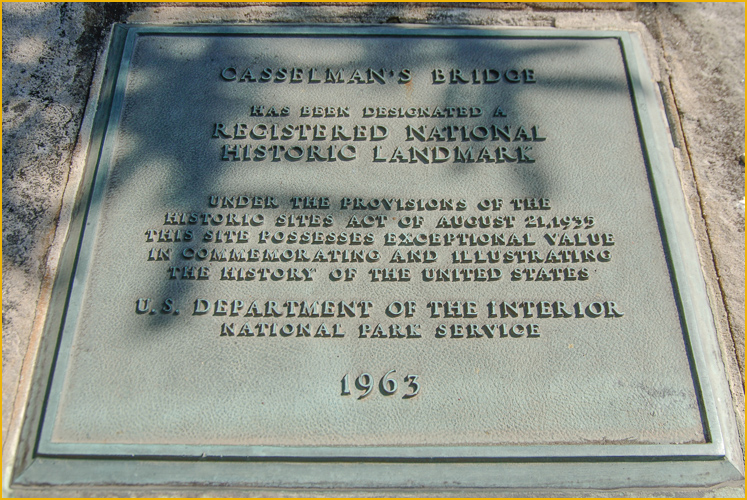 CASSELMAN'S BRIDGE
HAS BEEN DESIGNATED A
REGISTERED NATIONAL
HISTORIC LANDMARK
UNDER THE PROVISIONS OF THE
HISTORIC SITES ACT OF AUGUST 21, 1935
THIS SITE POSSESSES EXCEPTIONAL VALUE
IN COMMEMORATING AND ILLUSTRATING
THE HISTORY OF THE UNITED STATES
U.S. DEPARTMENT OF THE INTERIOR
NATIONAL PARK SERVICE
1963